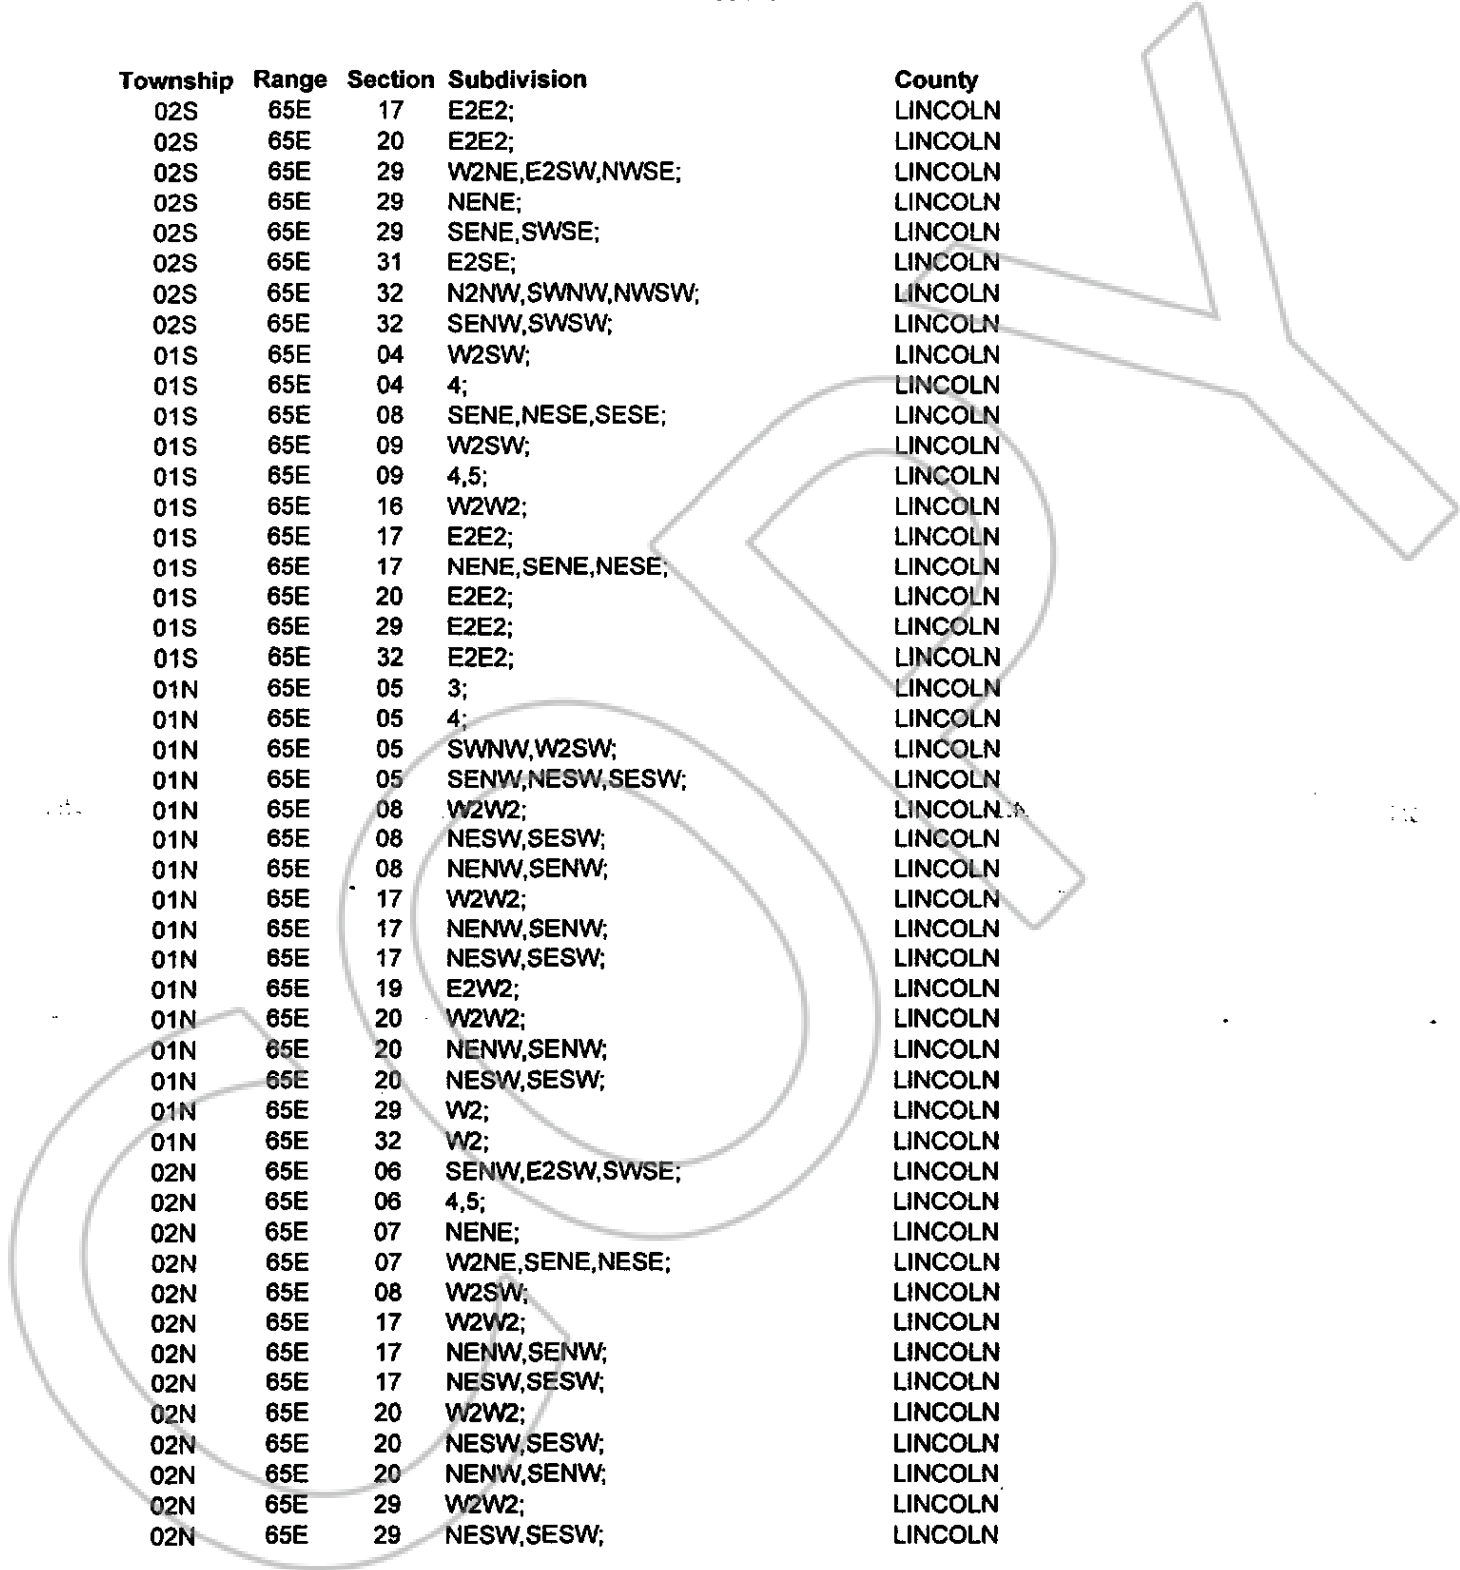 Township Range Section Subdivision County
02S 65E 17 E2E2; LINCOLN
02S 65E 20 E2E2; LINCOLN
02S 65E 29 W2NE,E2SW,NWSE; LINCOLN
02S 65E 29 NENE; LINCOLN
02S 65E 29 SENE,SWSE; LINCOLN
02S 65E 31 E2SE; LINCOLN
02S 65E 32 N2NW,SWNW,NWSW; LINCOLN
02S 65E 32 SENW,SWSW; LINCOLN
01S 65E 04 W2SW; LINCOLN
01S 65E 04 4; LINCOLN
01S 65E 08 SENE,NESE,SESE; LINCOLN
01S 65E 09 W2SW; LINCOLN
01S 65E 09 4,5; LINCOLN
01S 65E 16 W2W2; LINCOLN
01S 65E 17 E2E2; LINCOLN
01S 65E 17 NENE,SENE,NESE; LINCOLN
01S 65E 20 E2E2; LINCOLN
01S 65E 29 E2E2; LINCOLN
01S 65E 32 E2E2; LINCOLN
01N 65E 05 3; LINCOLN
01N 65E 05 4; LINCOLN
01N 65E 05 SWNW,W2SW; LINCOLN
01N 65E 05 SENW,NESW,SESW; LINCOLN
01N 65E 08 W2W2; LINCOLN
01N 65E 08 NESW,SESW; LINCOLN
01N 65E 08 NENW,SENW; LINCOLN
01N 65E 17 W2W2; LINCOLN
01N 65E 17 NENW,SENW; LINCOLN
01N 65E 17 NESW,SESW; LINCOLN
01N 65E 19 E2W2; LINCOLN
01N 65E 20 W2W2; LINCOLN
01N 65E 20 NENW,SENW; LINCOLN
01N 65E 20 NESW,SESW; LINCOLN
01N 65E 29 W2; LINCOLN
01N 65E 32 W2; LINCOLN
02N 65E 06 SENW,E2SW,SWSE; LINCOLN
02N 65E 06 4,5; LINCOLN
02N 65E 07 NENE; LINCOLN
02N 65E 07 W2NE,SENE,NESE; LINCOLN
02N 65E 08 W2SW; LINCOLN
02N 65E 17 W2W2; LINCOLN
02N 65E 17 NENW,SENW; LINCOLN
02N 65E 17 NESW,SESW; LINCOLN
02N 65E 20 W2W2; LINCOLN
02N 65E 20 NESW,SESW; LINCOLN
02N 65E 20 NENW,SENW; LINCOLN
02N 65E 29 W2W2; LINCOLN
02N 65E 29 NESW,SESW; LINCOLN
COPY